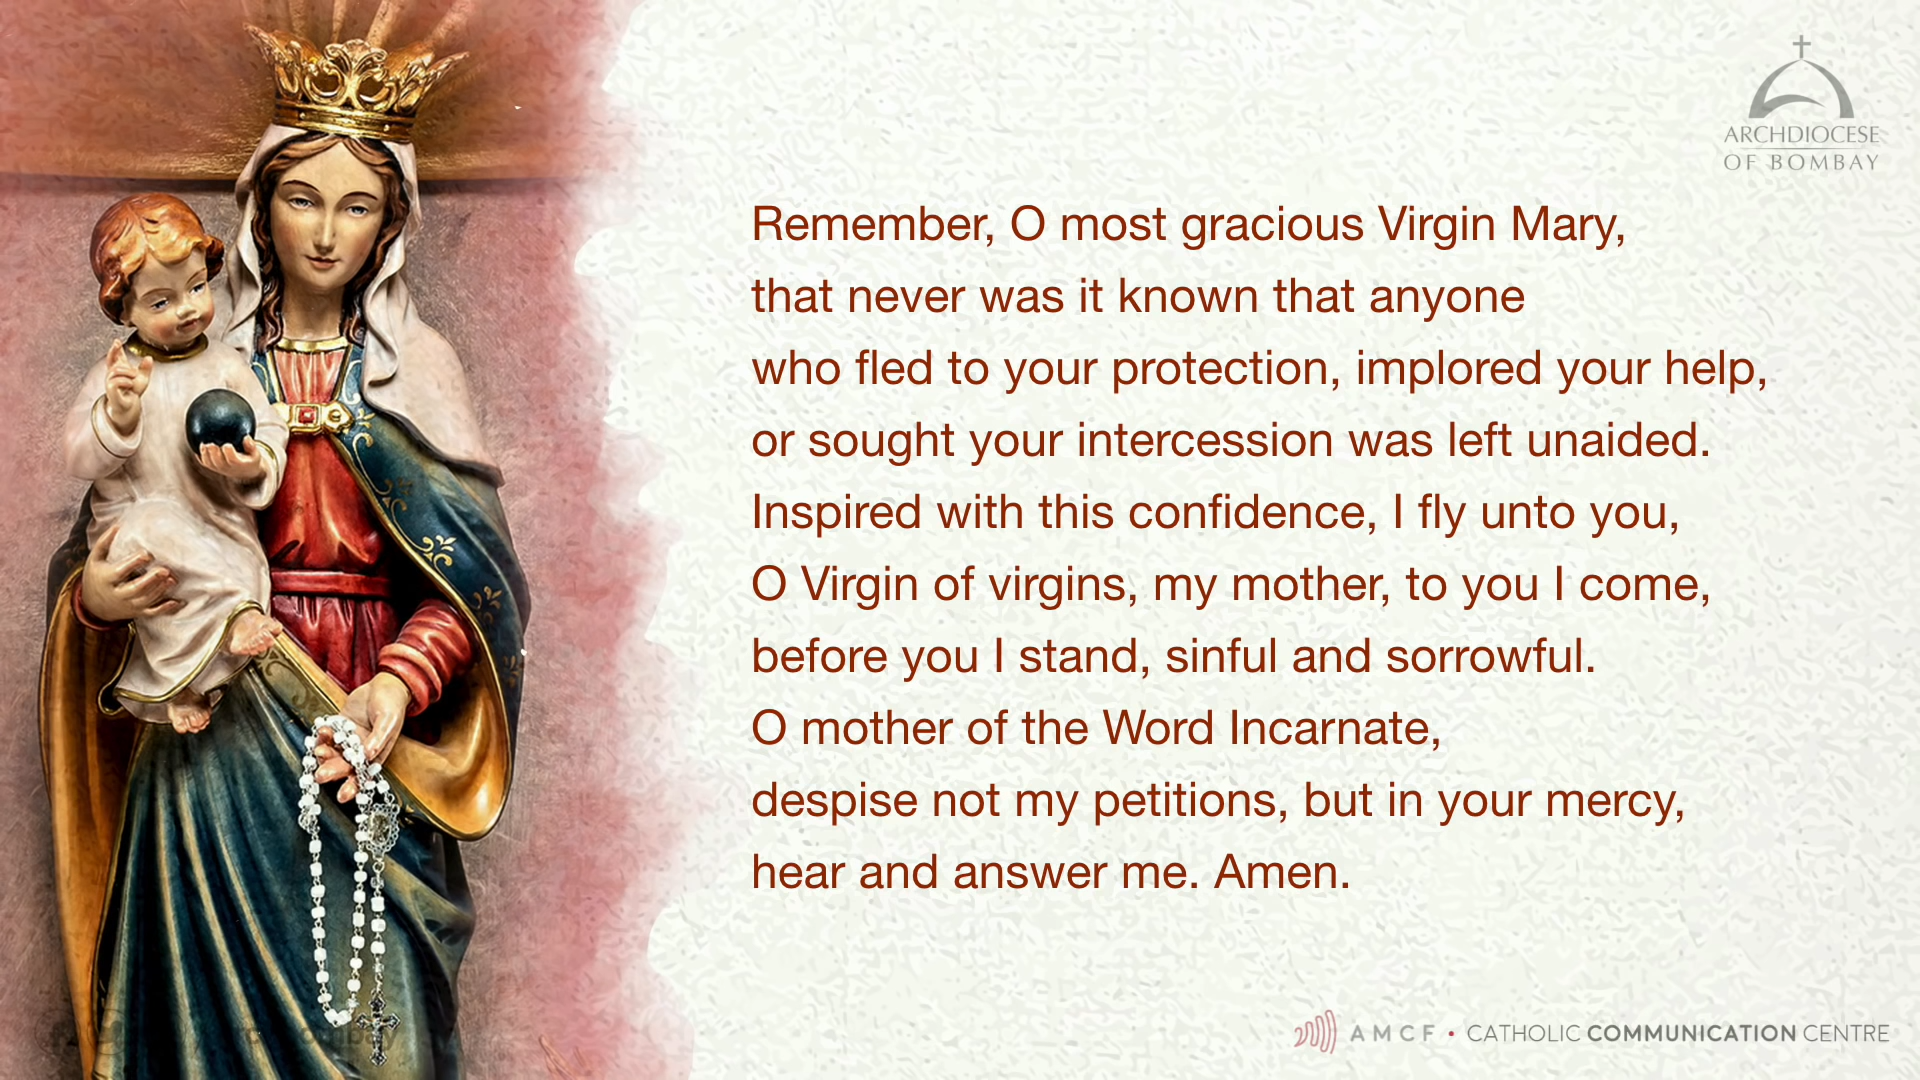 ARCHDIOCESE
OF BOMBAY
Remember, O most gracious Virgin Mary,
that never was it known that anyone
who fled to your protection, implored your help,
or sought your intercession was left unaided.
Inspired with this confidence, I fly unto you,
O Virgin of virgins, my mother, to you I come,
before you I stand, sinful and sorrowful.
O mother of the Word Incarnate,
despise not my petitions, but in your mercy,
hear and answer me. Amen.
AMCF • CATHOLIC COMMUNICATION CENTRE